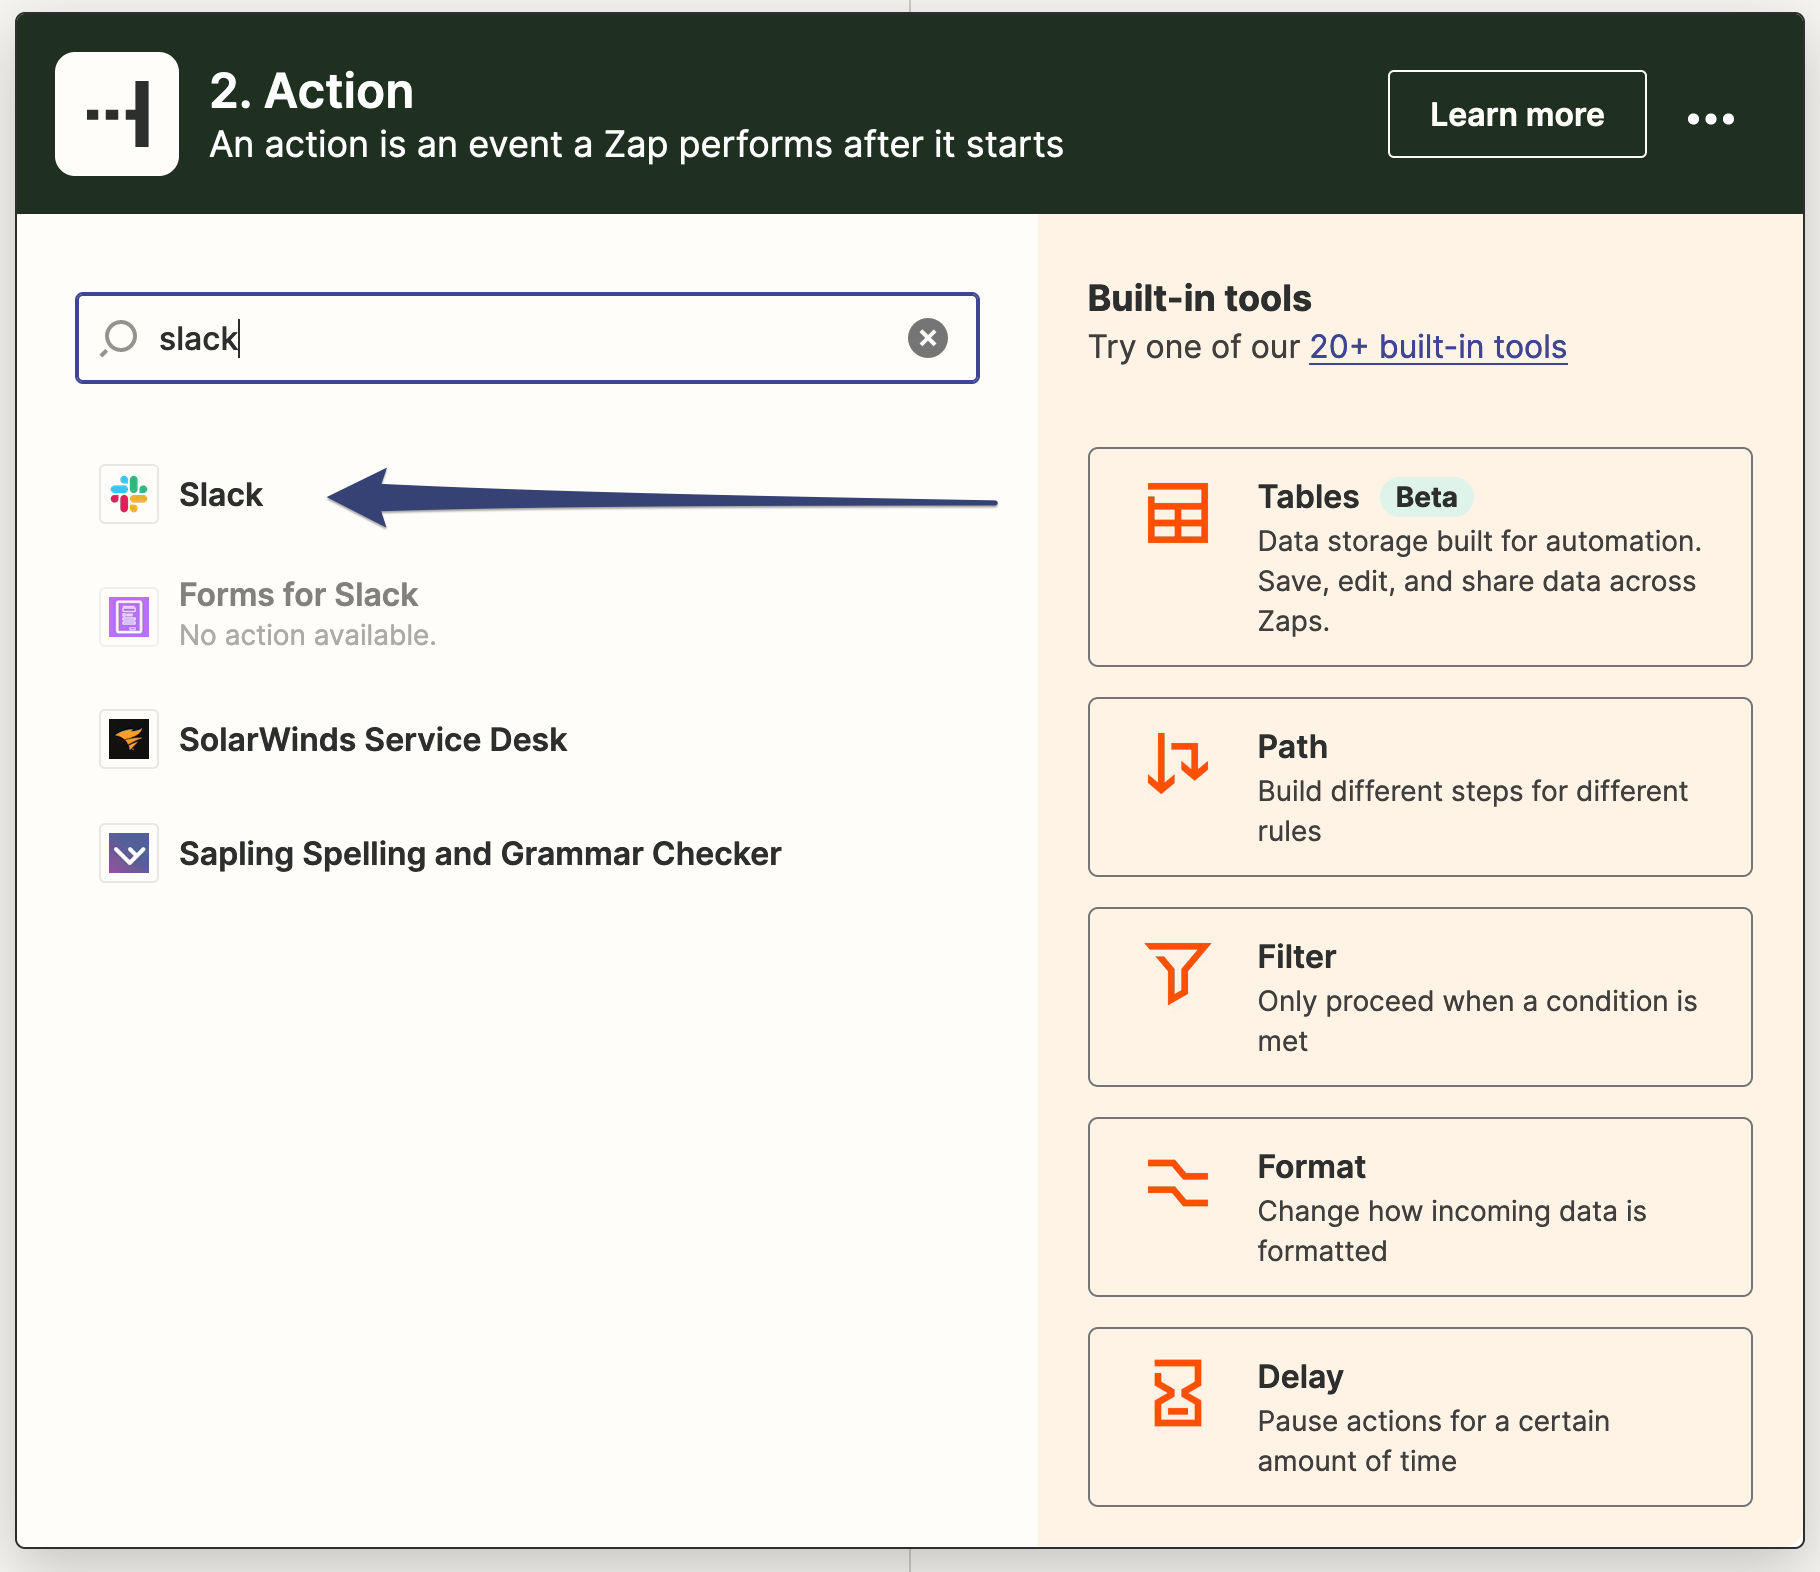 2. Action
An action is an event a Zap performs after it starts
Learn more
slack
Slack
Forms for Slack
No action available.
SolarWinds Service Desk
Sapling Spelling and Grammar Checker
Built-in tools
Try one of our 20+ built-in tools
Tables Beta
Data storage built for automation.
Save, edit, and share data across
Zaps.
Path
Build different steps for different
rules
Filter
Only proceed when a condition is
met
Format
Change how incoming data is
formatted
Delay
Pause actions for a certain
amount of time